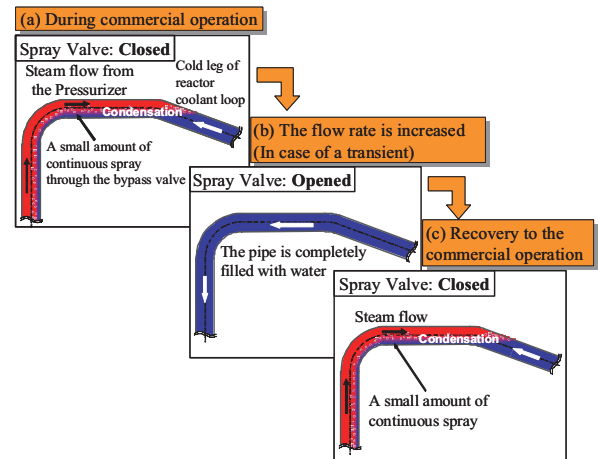 (a) During commercial operation
Spray Valve: Closed
Steam flow from
the Pressurizer
Cold leg of
reactor
coolant loop
Condensation
A small amount of
continuous spray
through the bypass valve
(b) The flow rate is increased
(In case of a transient)
Spray Valve: Opened
The pipe is completely
filled with water
(c) Recovery to the
commercial operation
Spray Valve: Closed
Steam flow
Condensation
A small amount of
continuous spray